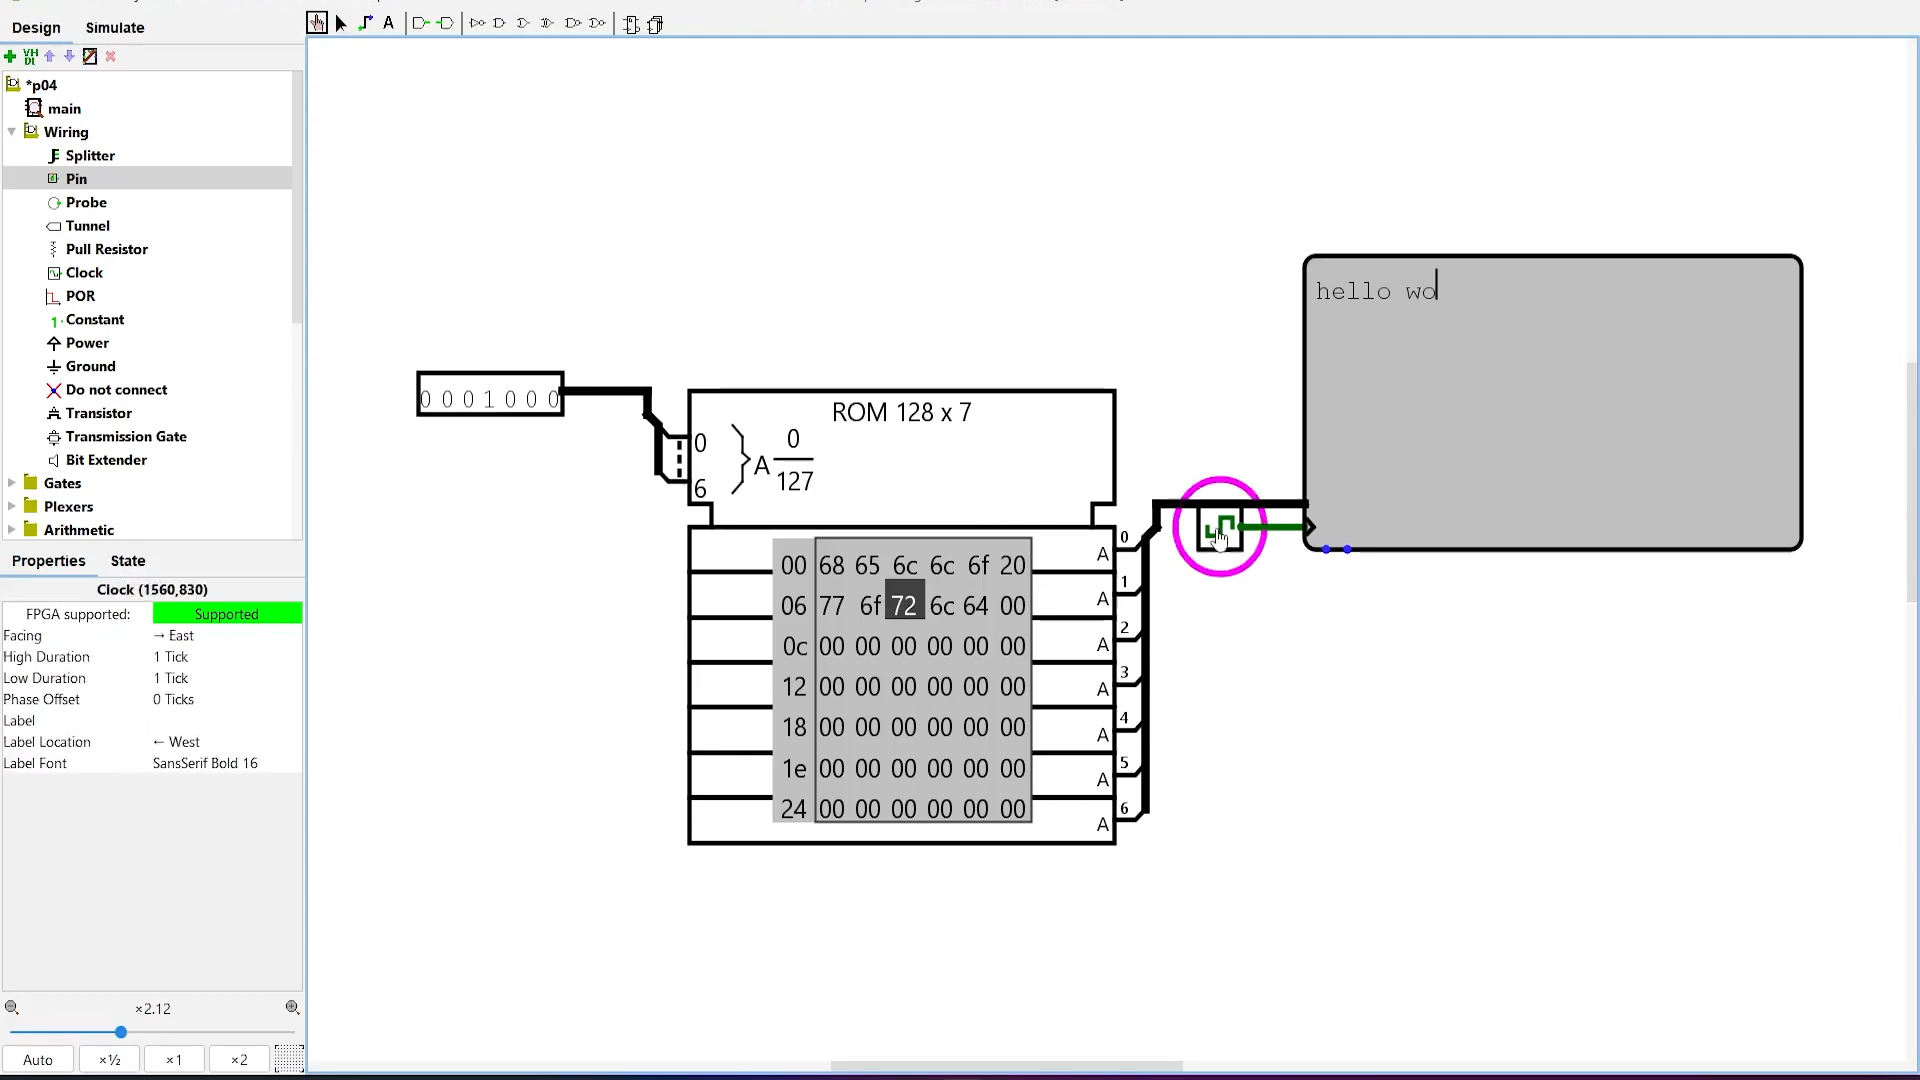 Design Simulate
VH
DL
A
*p04
main
Wiring
Splitter
Pin
Probe
Tunnel
Pull Resistor
Clock
POR
1 Constant
Power
Ground
Do not connect
Transistor
Transmission Gate
Bit Extender
Gates
Plexers
Arithmetic
Properties State
Clock (1560,830)
FPGA supported: Supported
Facing → East
High Duration 1 Tick
Low Duration 1 Tick
Phase Offset 0 Ticks
Label
Label Location ← West
Label Font SansSerif Bold 16
×2.12
Auto ×½ ×1 ×2
0 0 0 1 0 0 0
ROM 128 x 7
0
6
A
0
127
00 68 65 6c 6c 6f 20
06 77 6f 72 6c 64 00
0c 00 00 00 00 00 00
12 00 00 00 00 00 00
18 00 00 00 00 00 00
1e 00 00 00 00 00 00
24 00 00 00 00 00 00
A 0
A 1
A 2
A 3
A 4
A 5
A 6
hello wo